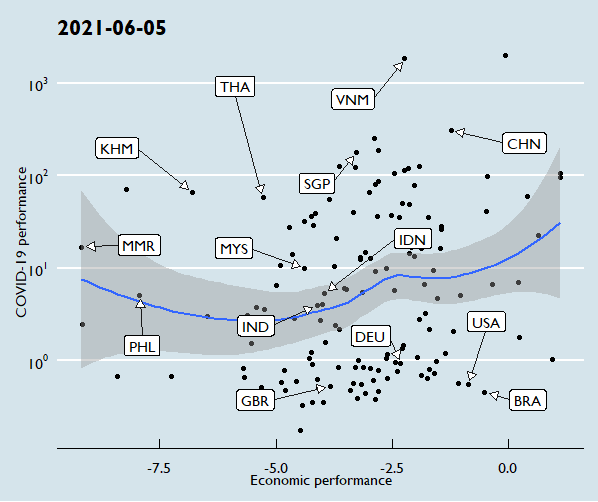 2021-06-05
THA
VNM
KHM
CHN
SGP
MMR
MYS
IDN
PHL
IND
DEU
USA
GBR
BRA
10³
10²
10¹
10⁰
COVID-19 performance
-7.5 -5.0 -2.5 0.0
Economic performance